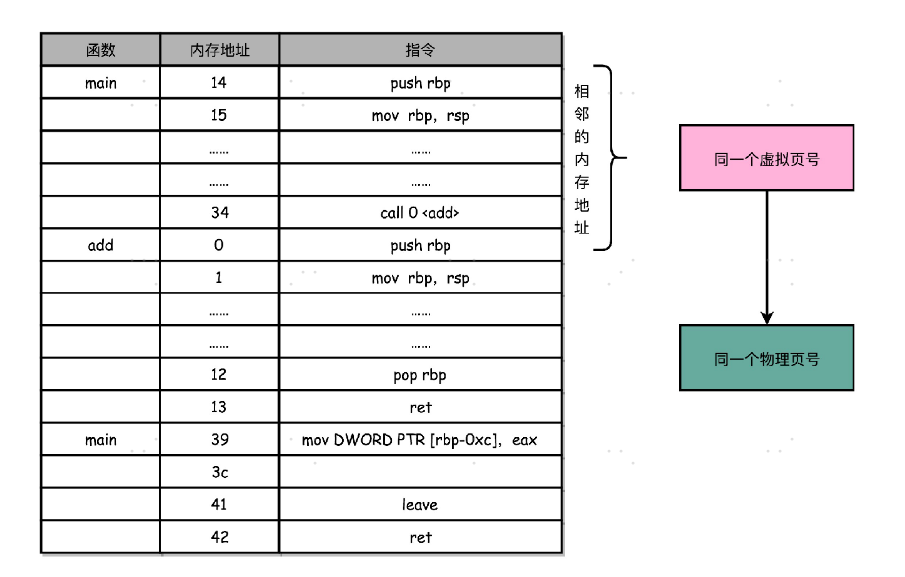 函数 内存地址 指令
main 14 push rbp
15 mov rbp, rsp
...... ......
...... ......
34 call 0 <add>
add 0 push rbp
1 mov rbp, rsp
...... ......
...... ......
12 pop rbp
13 ret
main 39 mov DWORD PTR [rbp-0xc], eax
3c
41 leave
42 ret
相邻的内存地址
同一个虚拟页号
同一个物理页号